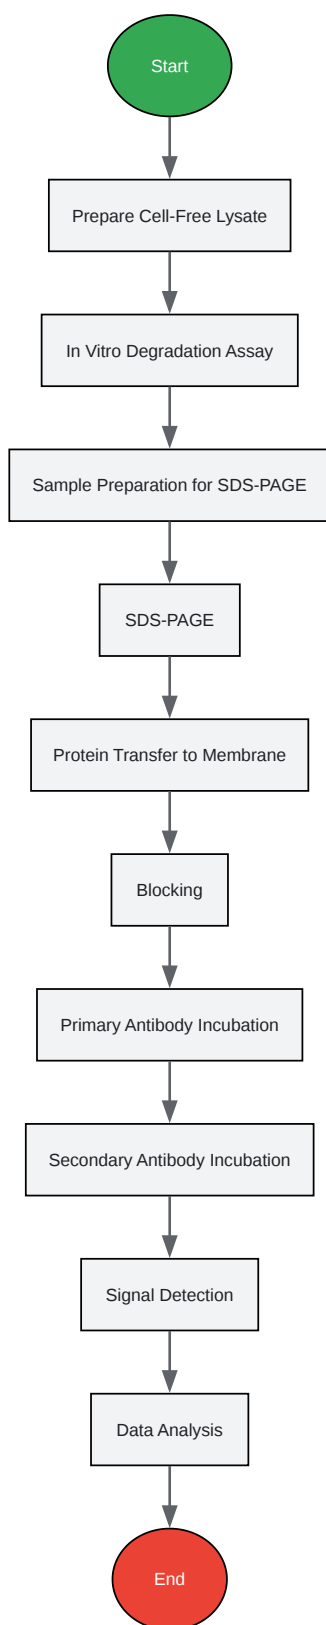 Start
Prepare Cell-Free Lysate
In Vitro Degradation Assay
Sample Preparation for SDS-PAGE
SDS-PAGE
Protein Transfer to Membrane
Blocking
Primary Antibody Incubation
Secondary Antibody Incubation
Signal Detection
Data Analysis
End